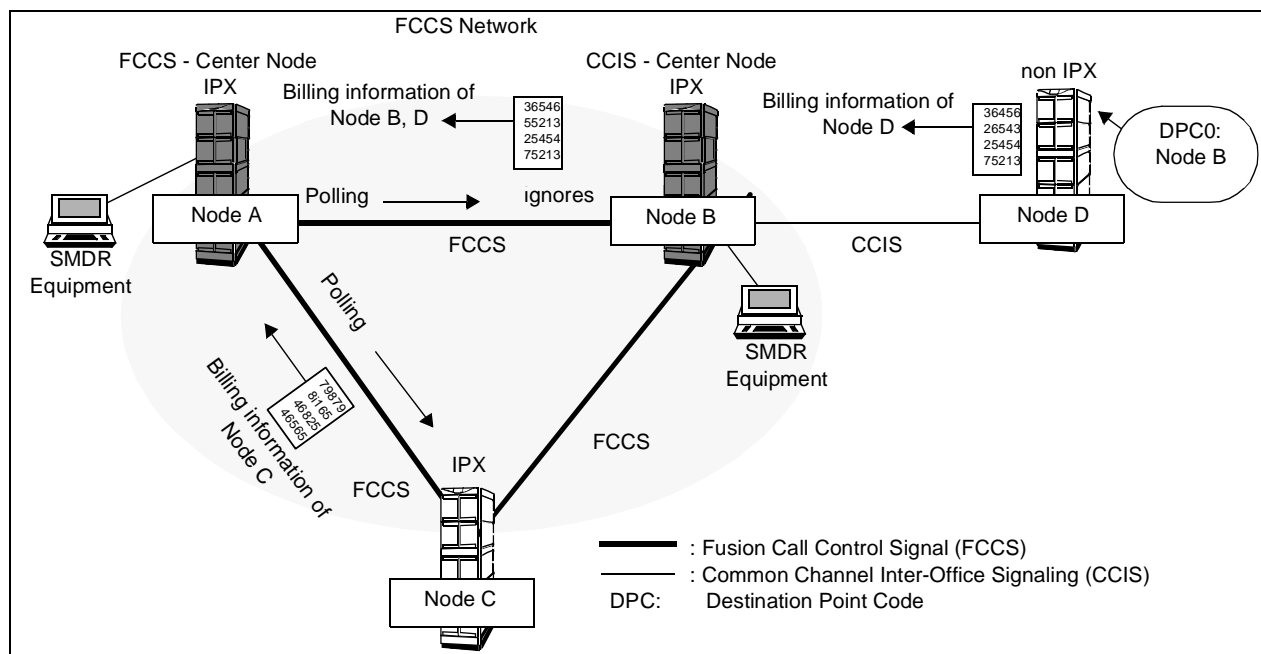 FCCS Network
FCCS - Center Node
IPX
CCIS - Center Node
IPX
non IPX
Billing information of
Node B, D
36546
55213
25454
75213
Billing information of
Node D
36456
26543
25454
75213
DPC0:
Node B
Polling
ignores
Node A
Node B
Node D
FCCS
CCIS
SMDR
Equipment
Polling
SMDR
Equipment
79879
8i165
46825
46565
Billing information of
Node C
FCCS
FCCS
IPX
Node C
: Fusion Call Control Signal (FCCS)
: Common Channel Inter-Office Signaling (CCIS)
DPC: Destination Point Code